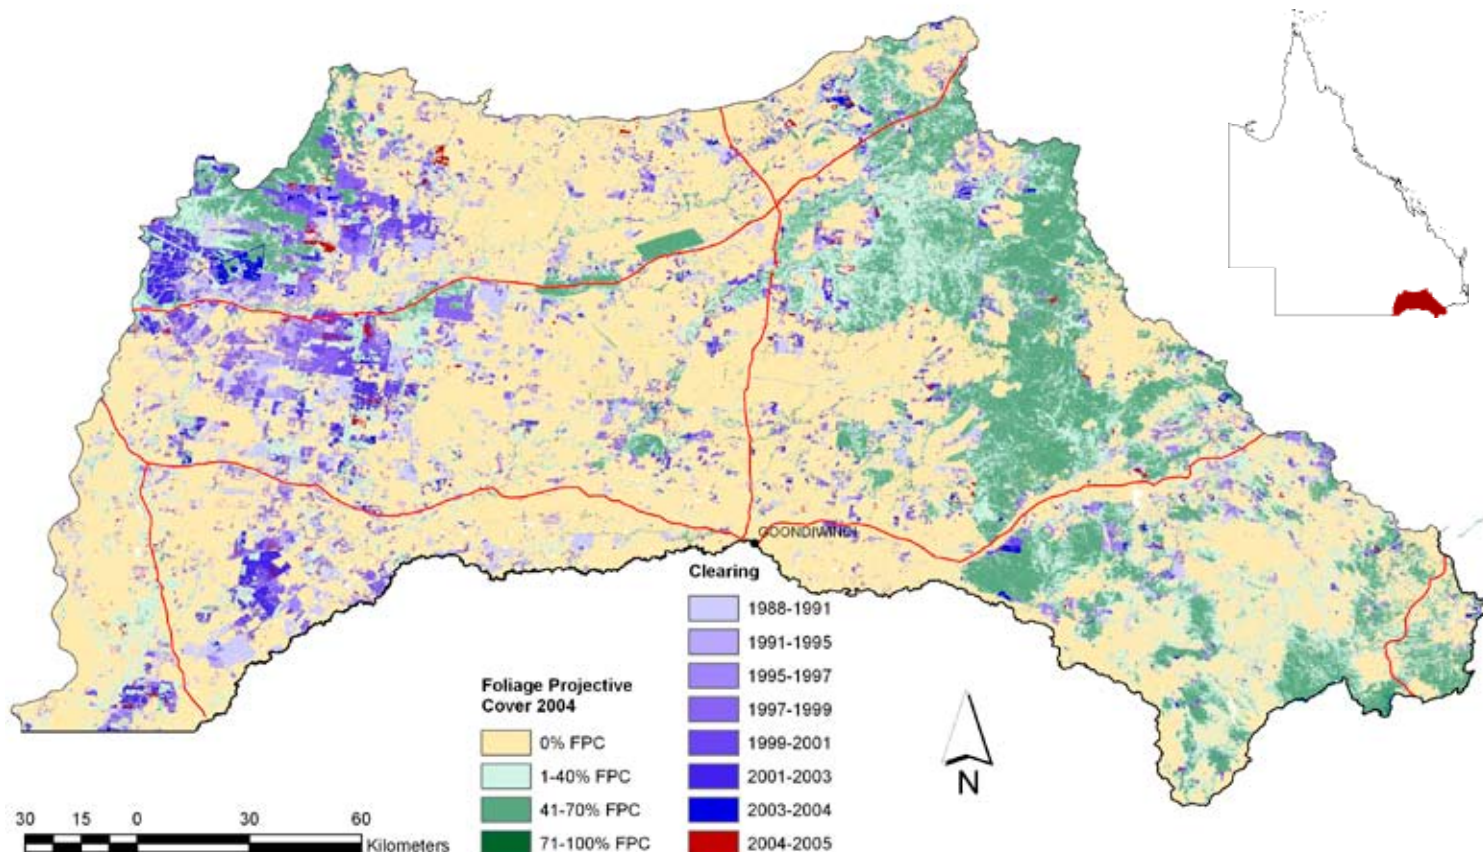 GOONDIWINDI
Clearing
1988-1991
1991-1995
1995-1997
1997-1999
1999-2001
2001-2003
2003-2004
2004-2005
Foliage Projective
Cover 2004
0% FPC
1-40% FPC
41-70% FPC
71-100% FPC
N
30 15 0 30 60
Kilometers